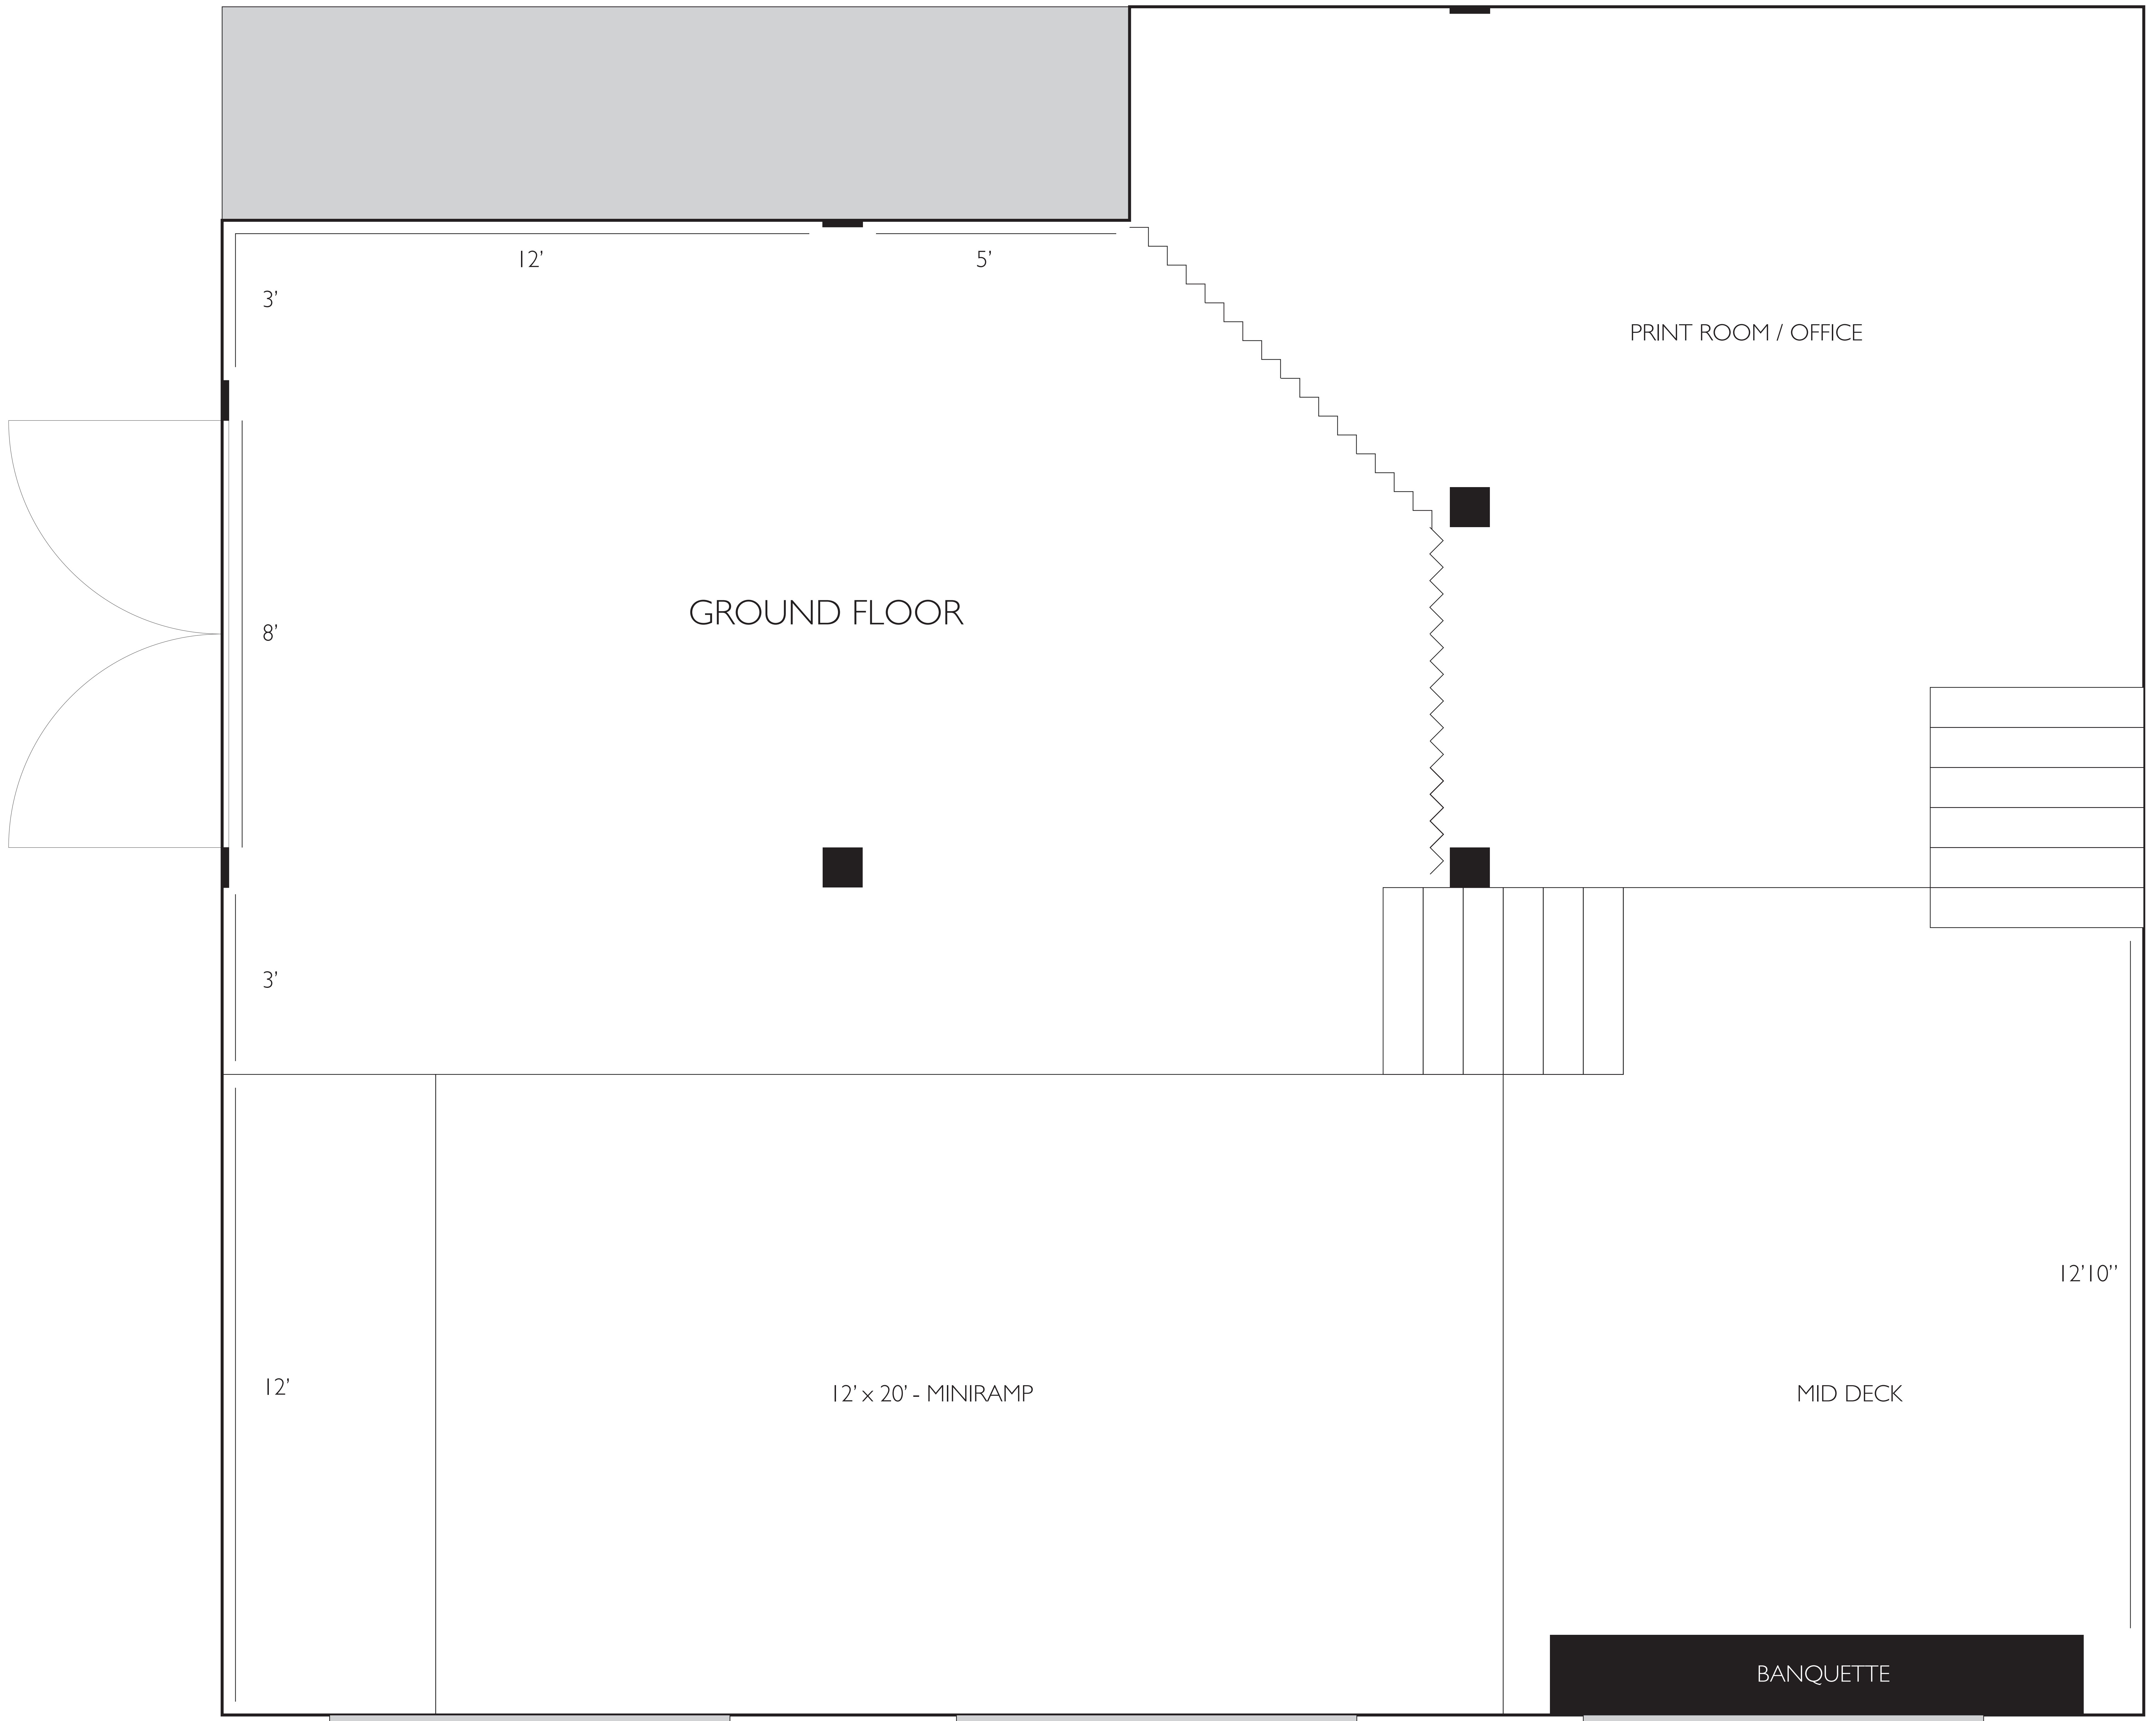 12’
5’
3’
PRINT ROOM / OFFICE
GROUND FLOOR
8’
3’
12’10’’
12’
12’ x 20’ - MINIRAMP
MID DECK
BANQUETTE